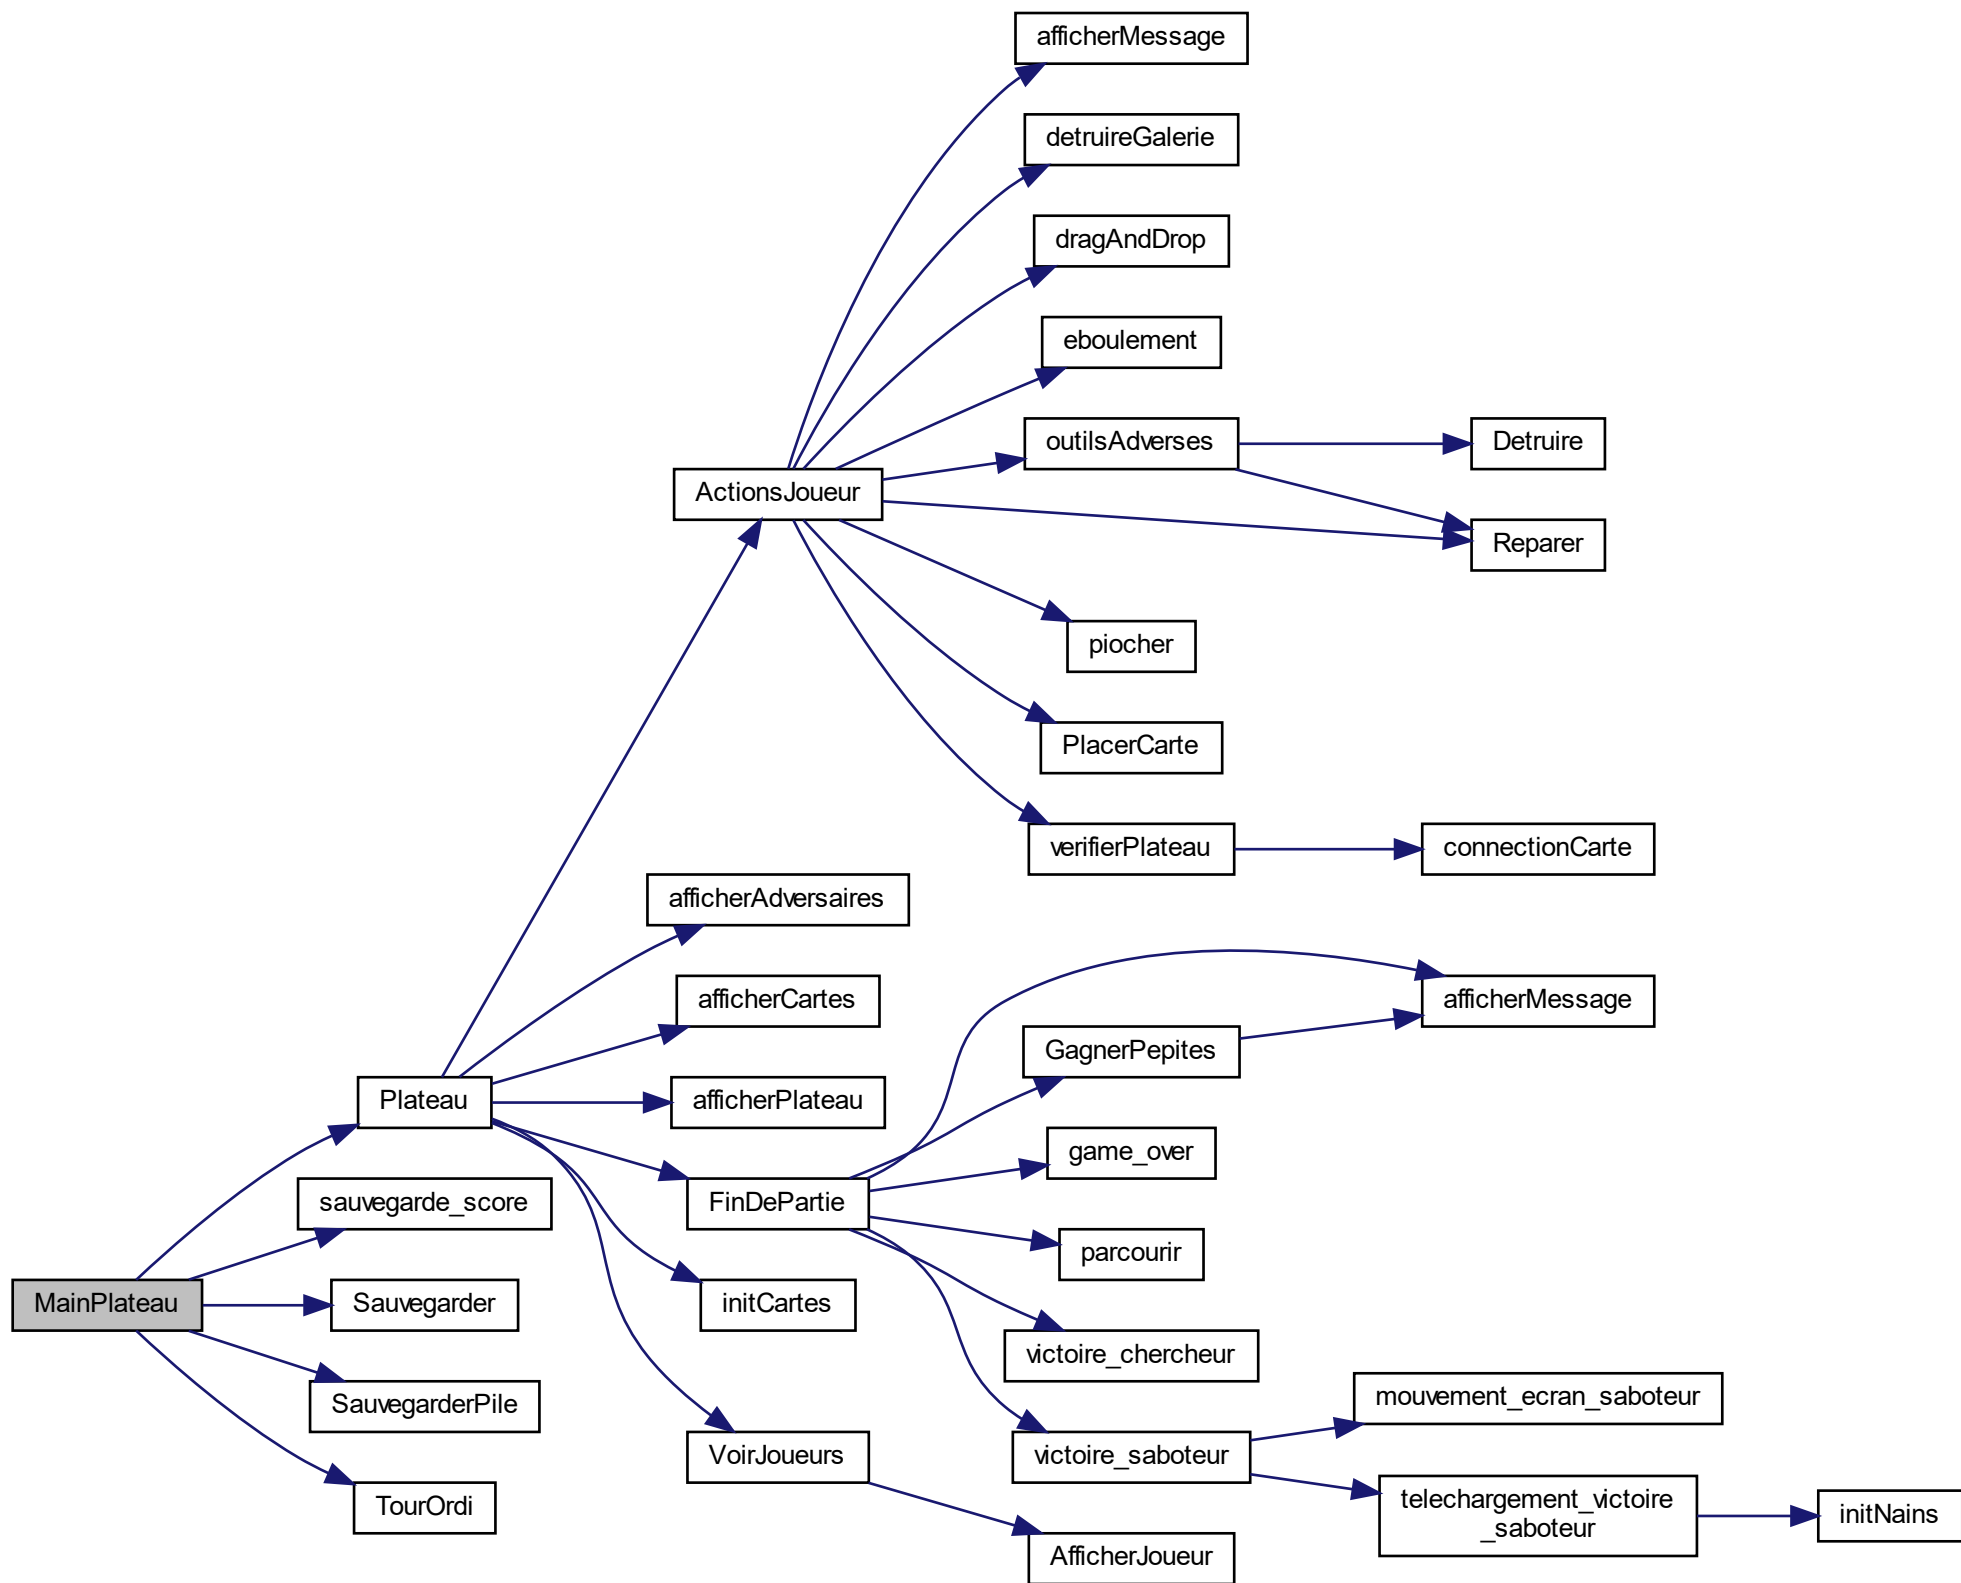 afficherMessage
detruireGalerie
dragAndDrop
eboulement
outilsAdverses
Detruire
ActionsJoueur
Reparer
piocher
PlacerCarte
verifierPlateau
connectionCarte
afficherAdversaires
afficherCartes
afficherMessage
GagnerPepites
Plateau
afficherPlateau
game_over
sauvegarde_score
FinDePartie
parcourir
MainPlateau
Sauvegarder
initCartes
victoire_chercheur
SauvegarderPile
mouvement_ecran_saboteur
VoirJoueurs
victoire_saboteur
TourOrdi
telechargement_victoire
_saboteur
initNains
AfficherJoueur